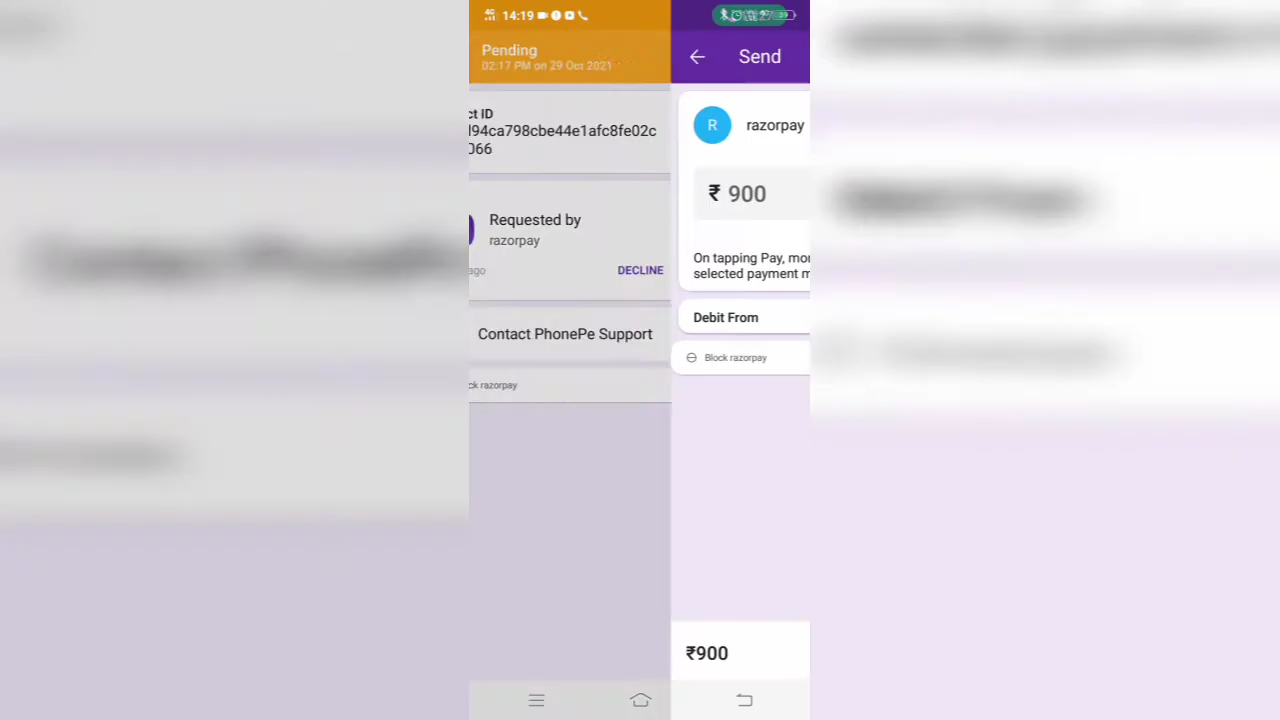 14:19
Pending
02:17 PM on 29 Oct 2021
ct ID
94ca798cbe44e1afc8fe02c
066
Requested by
razorpay
ago
DECLINE
Contact PhonePe Support
ck razorpay
Send
R
razorpay
₹ 900
On tapping Pay, mo
selected payment m
Debit From
Block razorpay
₹900